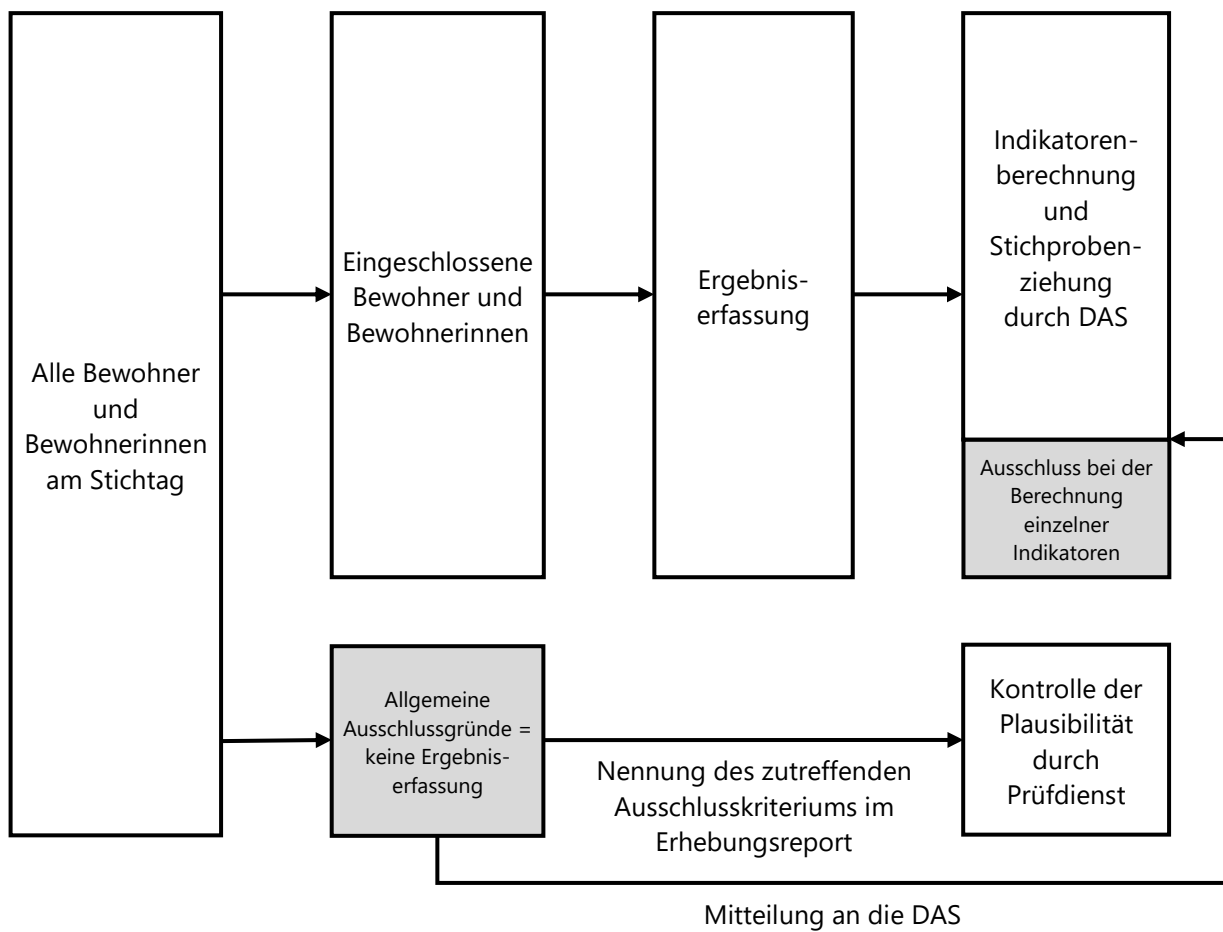 Alle Bewohner
und
Bewohnerinnen
am Stichtag
Eingeschlossene
Bewohner und
Bewohnerinnen
Ergebnis-
erfassung
Indikatoren-
berechnung
und
Stichproben-
ziehung
durch DAS
Ausschluss bei der
Berechnung
einzelner
Indikatoren
Allgemeine
Ausschlussgründe =
keine Ergebnis-
erfassung
Nennung des zutreffenden
Ausschlusskriteriums im
Erhebungsreport
Kontrolle der
Plausibilität
durch
Prüfdienst
Mitteilung an die DAS